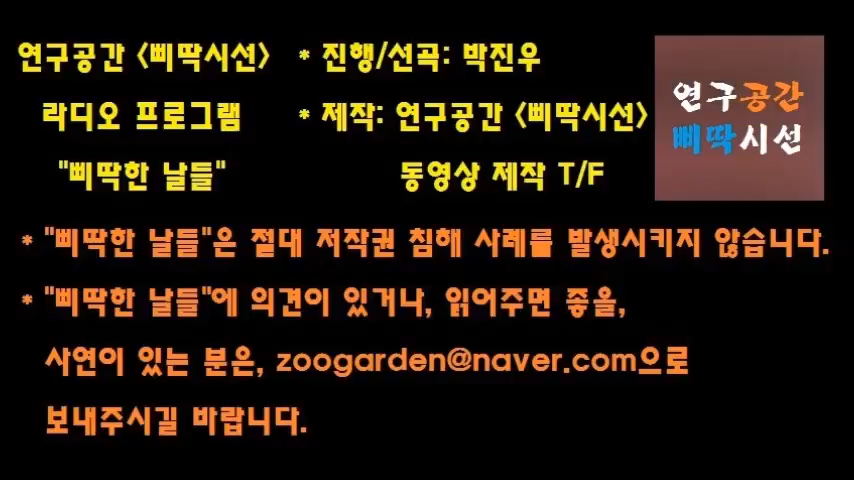 연구공간 <삐딱시선>
라디오 프로그램
"삐딱한 날들"
* 진행/선곡: 박진우
* 제작: 연구공간 <삐딱시선>
동영상 제작 T/F
연구공간
삐딱시선
* "삐딱한 날들"은 절대 저작권 침해 사례를 발생시키지 않습니다.
* "삐딱한 날들"에 의견이 있거나, 읽어주면 좋을,
사연이 있는 분은, zoogarden@naver.com으로
보내주시길 바랍니다.